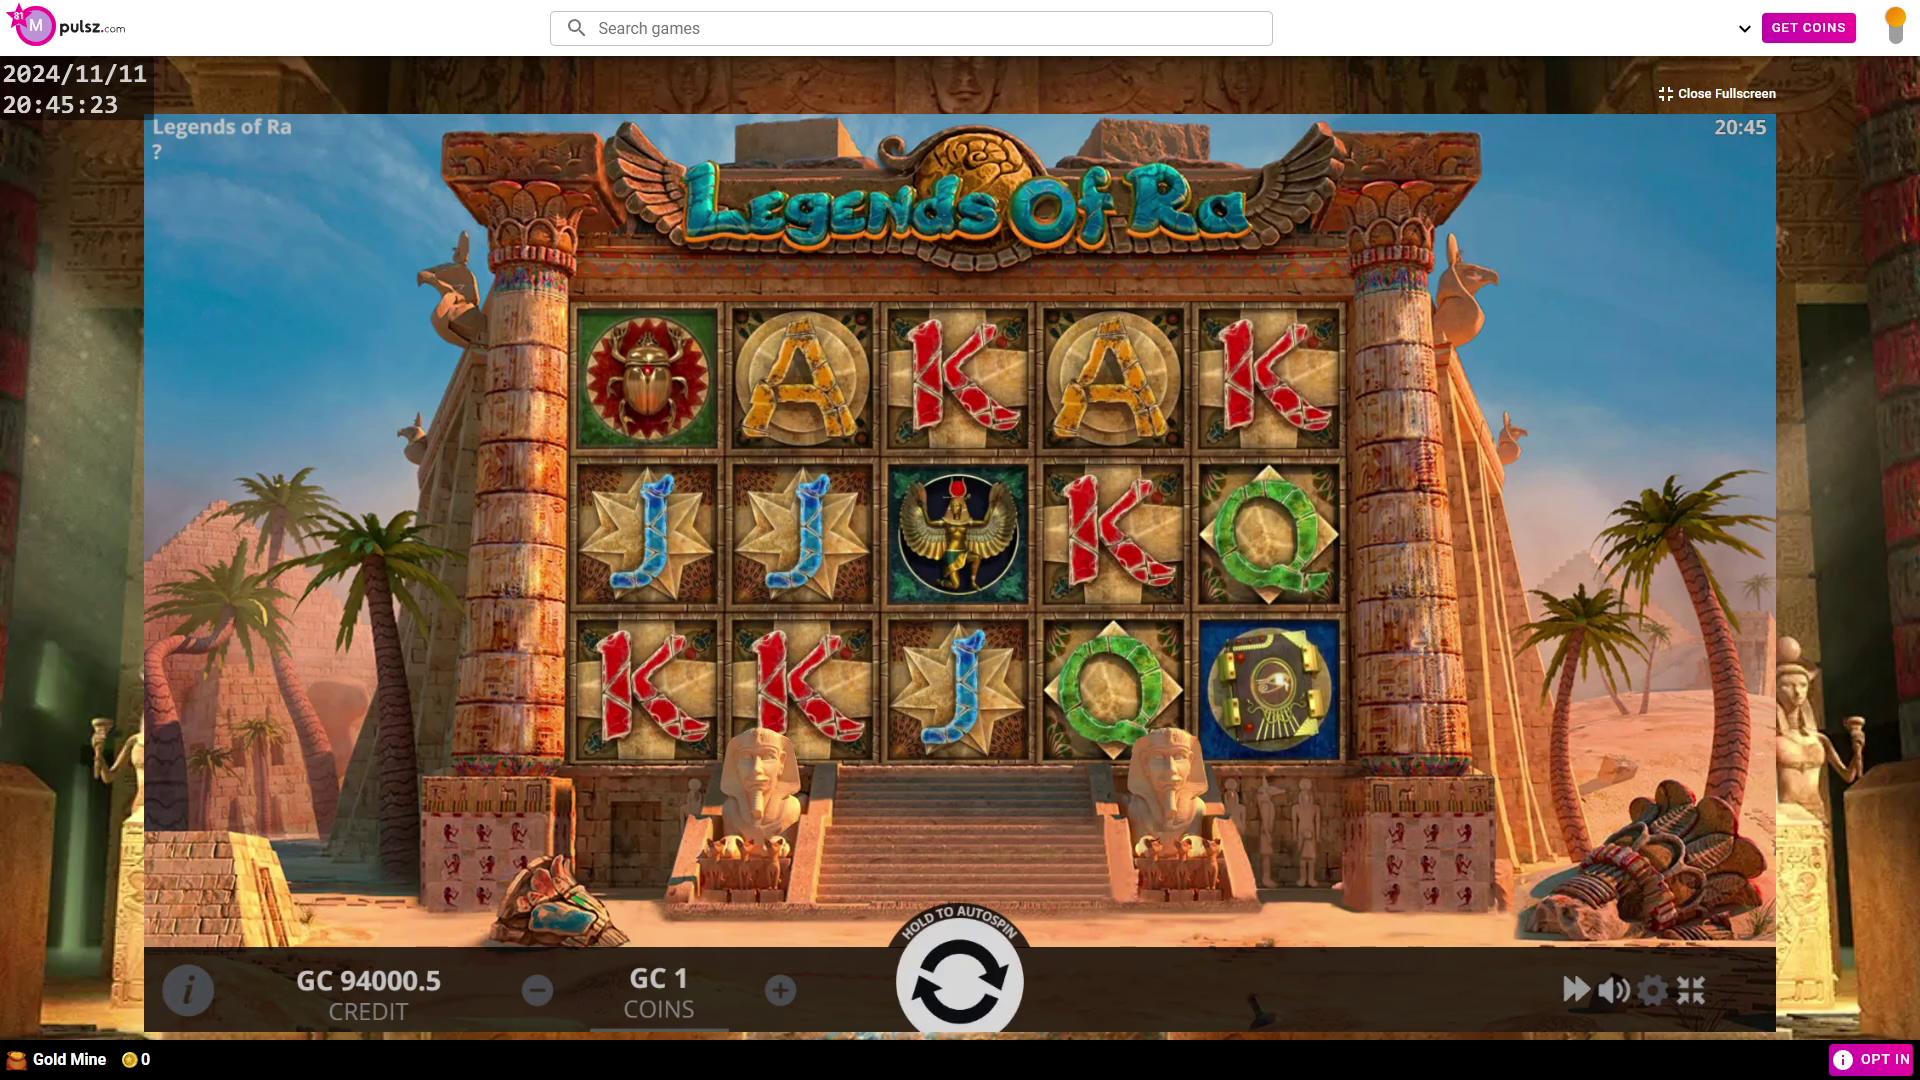 81
M
pulsz.com
Search games
GET COINS
2024/11/11
20:45:23
Close Fullscreen
Legends of Ra
?
20:45
Legends Of Ra
A
K
A
K
J
J
K
Q
K
K
J
Q
HOLD TO AUTOSPIN
i
GC 94000.5
CREDIT
GC 1
COINS
Gold Mine
0
i
OPT IN